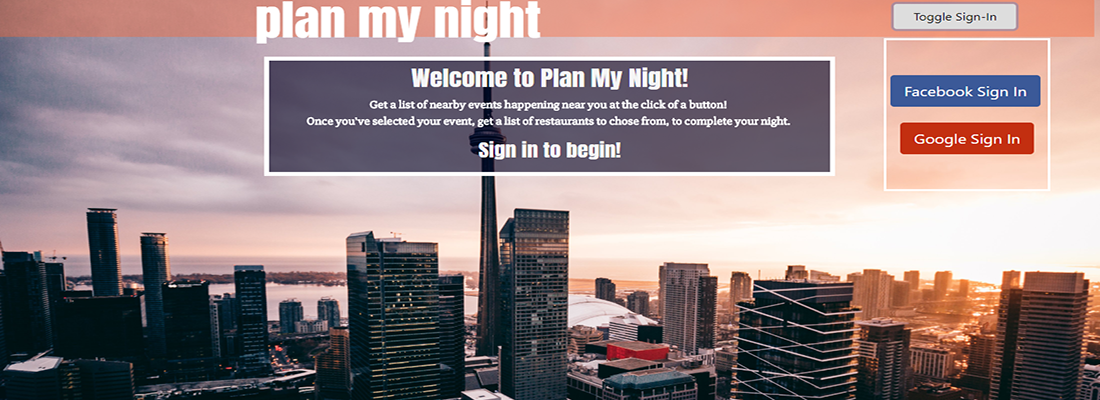 plan my night
Toggle Sign-In
Welcome to Plan My Night!
Get a list of nearby events happening near you at the click of a button!
Once you've selected your event, get a list of restaurants to chose from, to complete your night.
Sign in to begin!
Facebook Sign In
Google Sign In